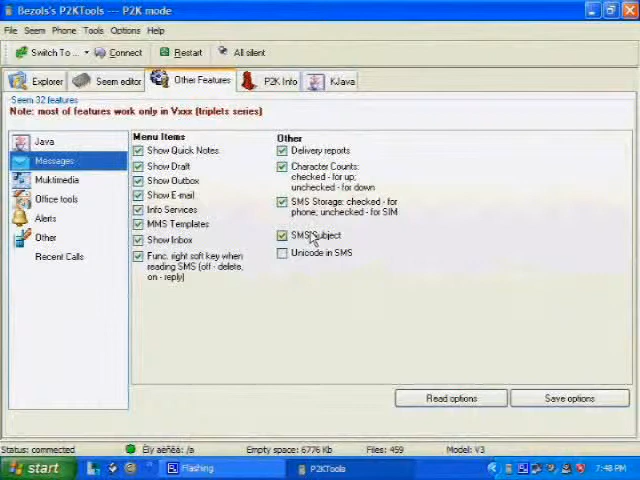 Bezols's P2KTools --- P2K mode
File Seem Phone Tools Options Help
Switch To... Connect Restart All silent
Explorer Seem editor Other Features P2K Info KJava
Seem 32 features
Note: most of features work only in Vxxx (triplets series)
Java
Messages
Muktimedia
Office tools
Alerts
Other
Recent Calls
Menu Items
Show Quick Notes
Show Draft
Show Outbox
Show E-mail
Info Services
MMS Templates
Show Inbox
Func. right soft key when
reading SMS (off - delete,
on - reply)
Other
Delivery reports
Character Counts:
checked - for up;
unchecked - for down
SMS Storage: checked - for
phone; unchecked - for SIM
SMS Subject
Unicode in SMS
Read options Save options
Status: connected Ëíy àëñêèé: /a Empty space: 6776 Kb Files: 459 Model: V3
start Flashing P2KTools 7:48 PM